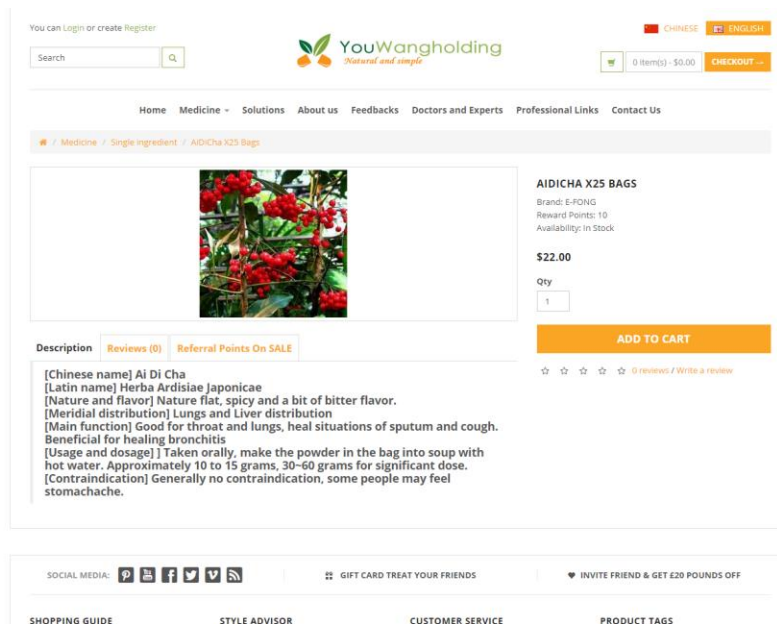 You can Login or create Register
CHINESE
ENGLISH
Search
YouWangholding
Natural and simple
0 item(s) - $0.00
CHECKOUT →
Home Medicine Solutions About us Feedbacks Doctors and Experts Professional Links Contact Us
/ Medicine / Single ingredient / AiDiCha X25 Bags
AIDICHA X25 BAGS
Brand: E-FONG
Reward Points: 10
Availability: In Stock
$22.00
Qty
1
ADD TO CART
0 reviews / Write a review
Description Reviews (0) Referral Points On SALE
[Chinese name] Ai Di Cha
[Latin name] Herba Ardisiae Japonicae
[Nature and flavor] Nature flat, spicy and a bit of bitter flavor.
[Meridial distribution] Lungs and Liver distribution
[Main function] Good for throat and lungs, heal situations of sputum and cough.
Beneficial for healing bronchitis
[Usage and dosage] ] Taken orally, make the powder in the bag into soup with
hot water. Approximately 10 to 15 grams, 30~60 grams for significant dose.
[Contraindication] Generally no contraindication, some people may feel
stomachache.
SOCIAL MEDIA:
GIFT CARD TREAT YOUR FRIENDS
INVITE FRIEND & GET £20 POUNDS OFF
SHOPPING GUIDE STYLE ADVISOR CUSTOMER SERVICE PRODUCT TAGS